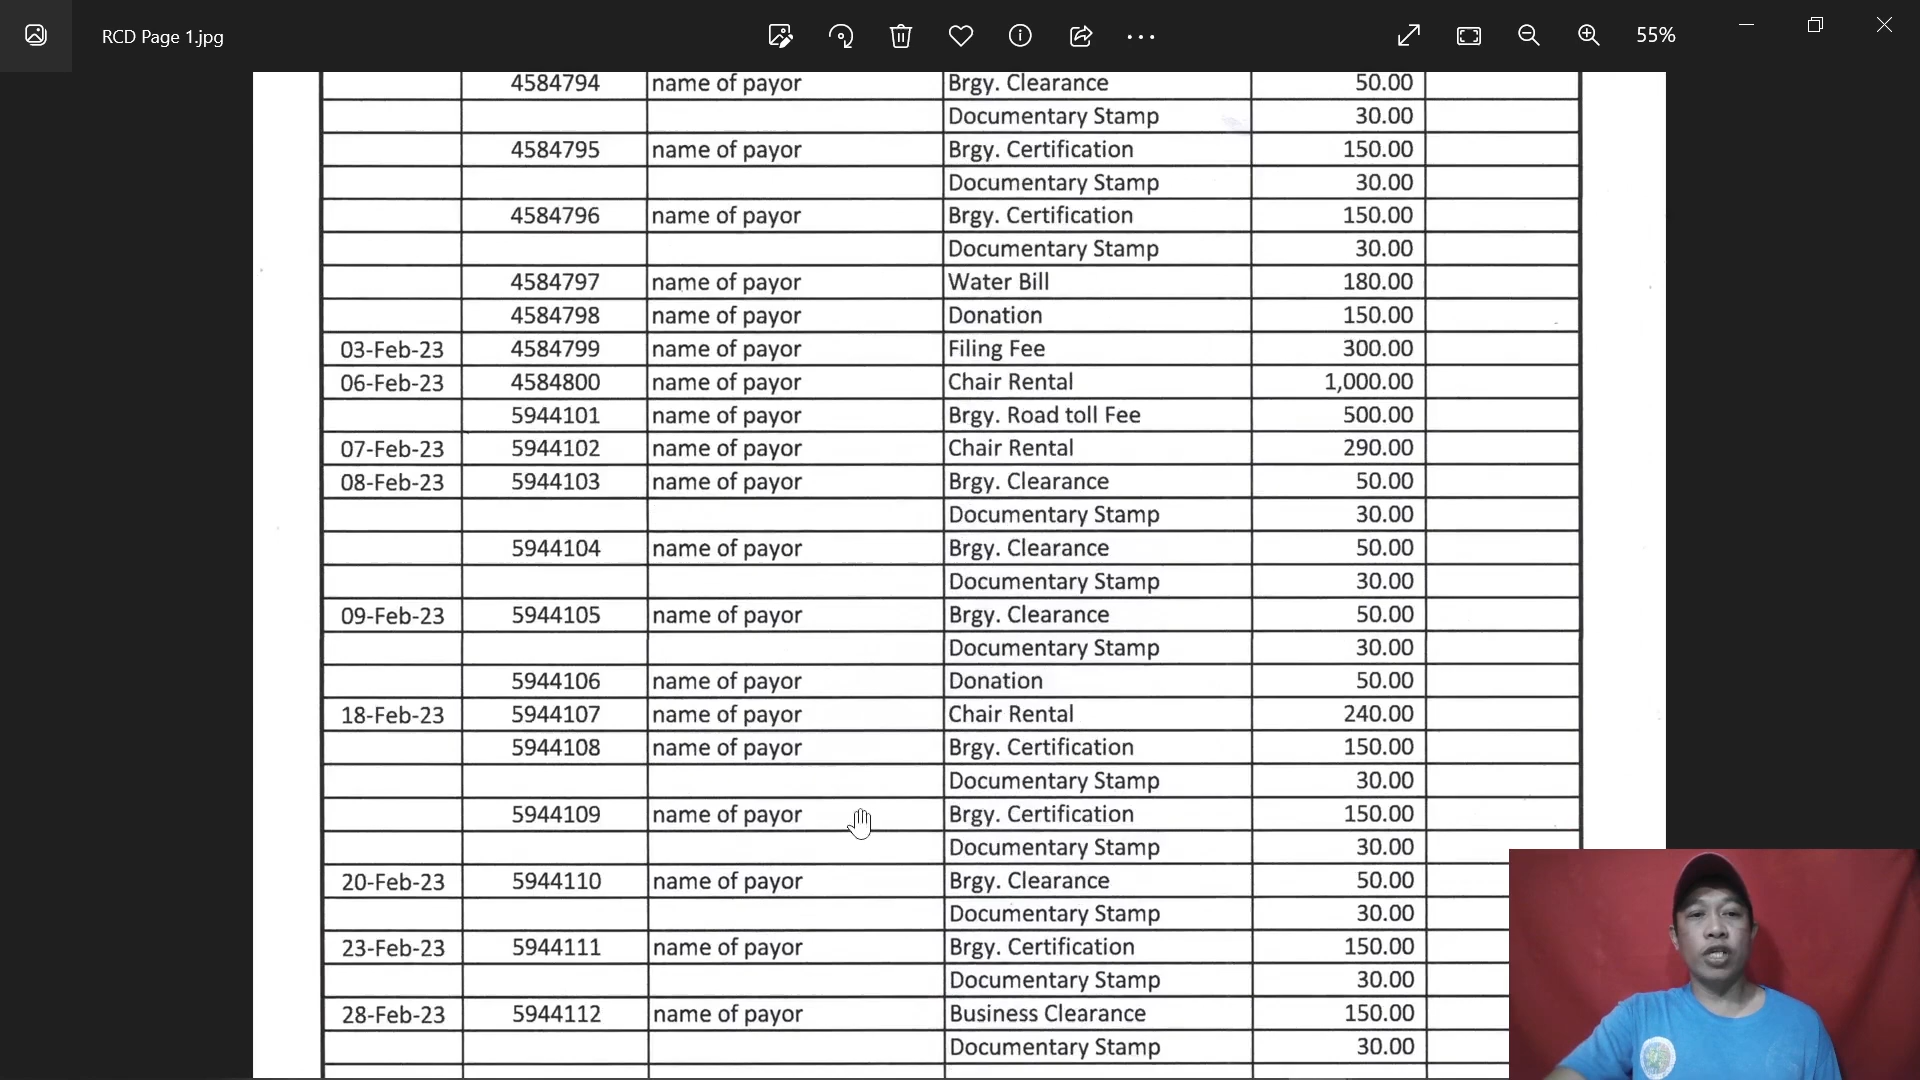 RCD Page 1.jpg
55%
4584794 name of payor Brgy. Clearance 50.00
Documentary Stamp 30.00
4584795 name of payor Brgy. Certification 150.00
Documentary Stamp 30.00
4584796 name of payor Brgy. Certification 150.00
Documentary Stamp 30.00
4584797 name of payor Water Bill 180.00
4584798 name of payor Donation 150.00
03-Feb-23 4584799 name of payor Filing Fee 300.00
06-Feb-23 4584800 name of payor Chair Rental 1,000.00
5944101 name of payor Brgy. Road toll Fee 500.00
07-Feb-23 5944102 name of payor Chair Rental 290.00
08-Feb-23 5944103 name of payor Brgy. Clearance 50.00
Documentary Stamp 30.00
5944104 name of payor Brgy. Clearance 50.00
Documentary Stamp 30.00
09-Feb-23 5944105 name of payor Brgy. Clearance 50.00
Documentary Stamp 30.00
5944106 name of payor Donation 50.00
18-Feb-23 5944107 name of payor Chair Rental 240.00
5944108 name of payor Brgy. Certification 150.00
Documentary Stamp 30.00
5944109 name of payor Brgy. Certification 150.00
Documentary Stamp 30.00
20-Feb-23 5944110 name of payor Brgy. Clearance 50.00
Documentary Stamp 30.00
23-Feb-23 5944111 name of payor Brgy. Certification 150.00
Documentary Stamp 30.00
28-Feb-23 5944112 name of payor Business Clearance 150.00
Documentary Stamp 30.00